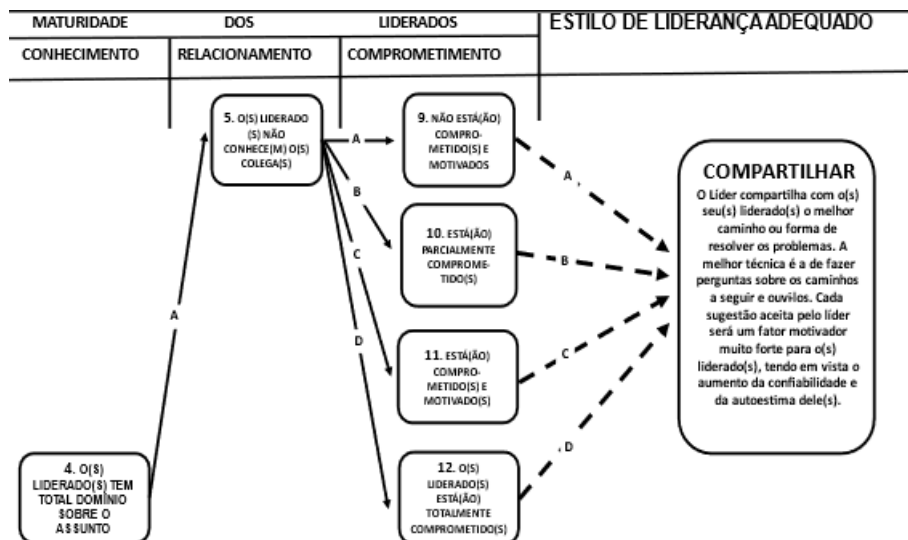 MATURIDADE DOS LIDERADOS ESTILO DE LIDERANÇA ADEQUADO
CONHECIMENTO RELACIONAMENTO COMPROMETIMENTO
5. O(S) LIDERADO
(S) NÃO
CONHECE(M) O(S)
COLEGA(S)
A
B
C
D
A
9. NÃO ESTÁ(ÃO)
COMPRO-
METIDO(S) E
MOTIVADOS
10. ESTÁ(ÃO)
PARCIALMENTE
COMPROME-
TIDO(S)
11. ESTÁ(ÃO)
COMPRO-
METIDO(S) E
MOTIVADO(S)
12. O(S)
LIDERADO(S)
ESTÁ(ÃO)
TOTALMENTE
COMPROMETIDO(S)
4. O(S)
LIDERADO(S) TEM
TOTAL DOMÍNIO
SOBRE O
ASSUNTO
A
B
C
D
COMPARTILHAR
O Líder compartilha com o(s)
seu(s) liderado(s) o melhor
caminho ou forma de
resolver os problemas. A
melhor técnica é a de fazer
perguntas sobre os caminhos
a seguir e ouvi-los. Cada
sugestão aceita pelo líder
será um fator motivador
muito forte para o(s)
liderado(s), tendo em vista o
aumento da confiabilidade e
da autoestima dele(s).